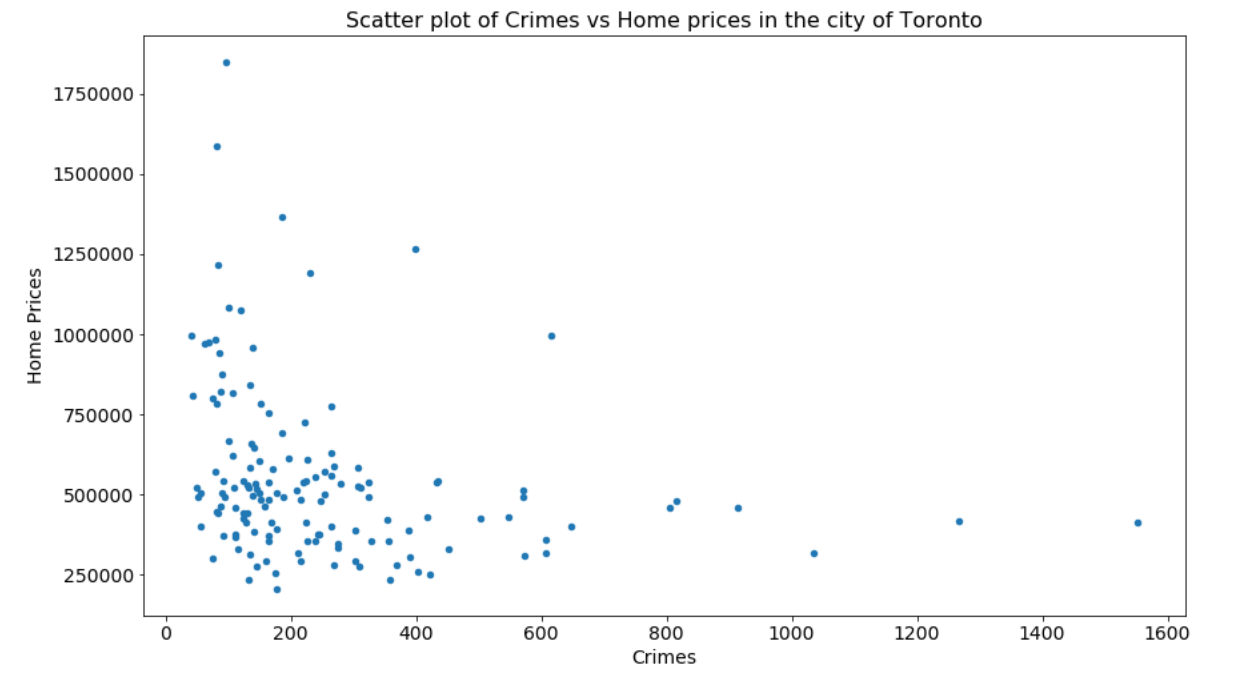 Scatter plot of Crimes vs Home prices in the city of Toronto
1750000
1500000
1250000
1000000
750000
500000
250000
Home Prices
0 200 400 600 800 1000 1200 1400 1600
Crimes